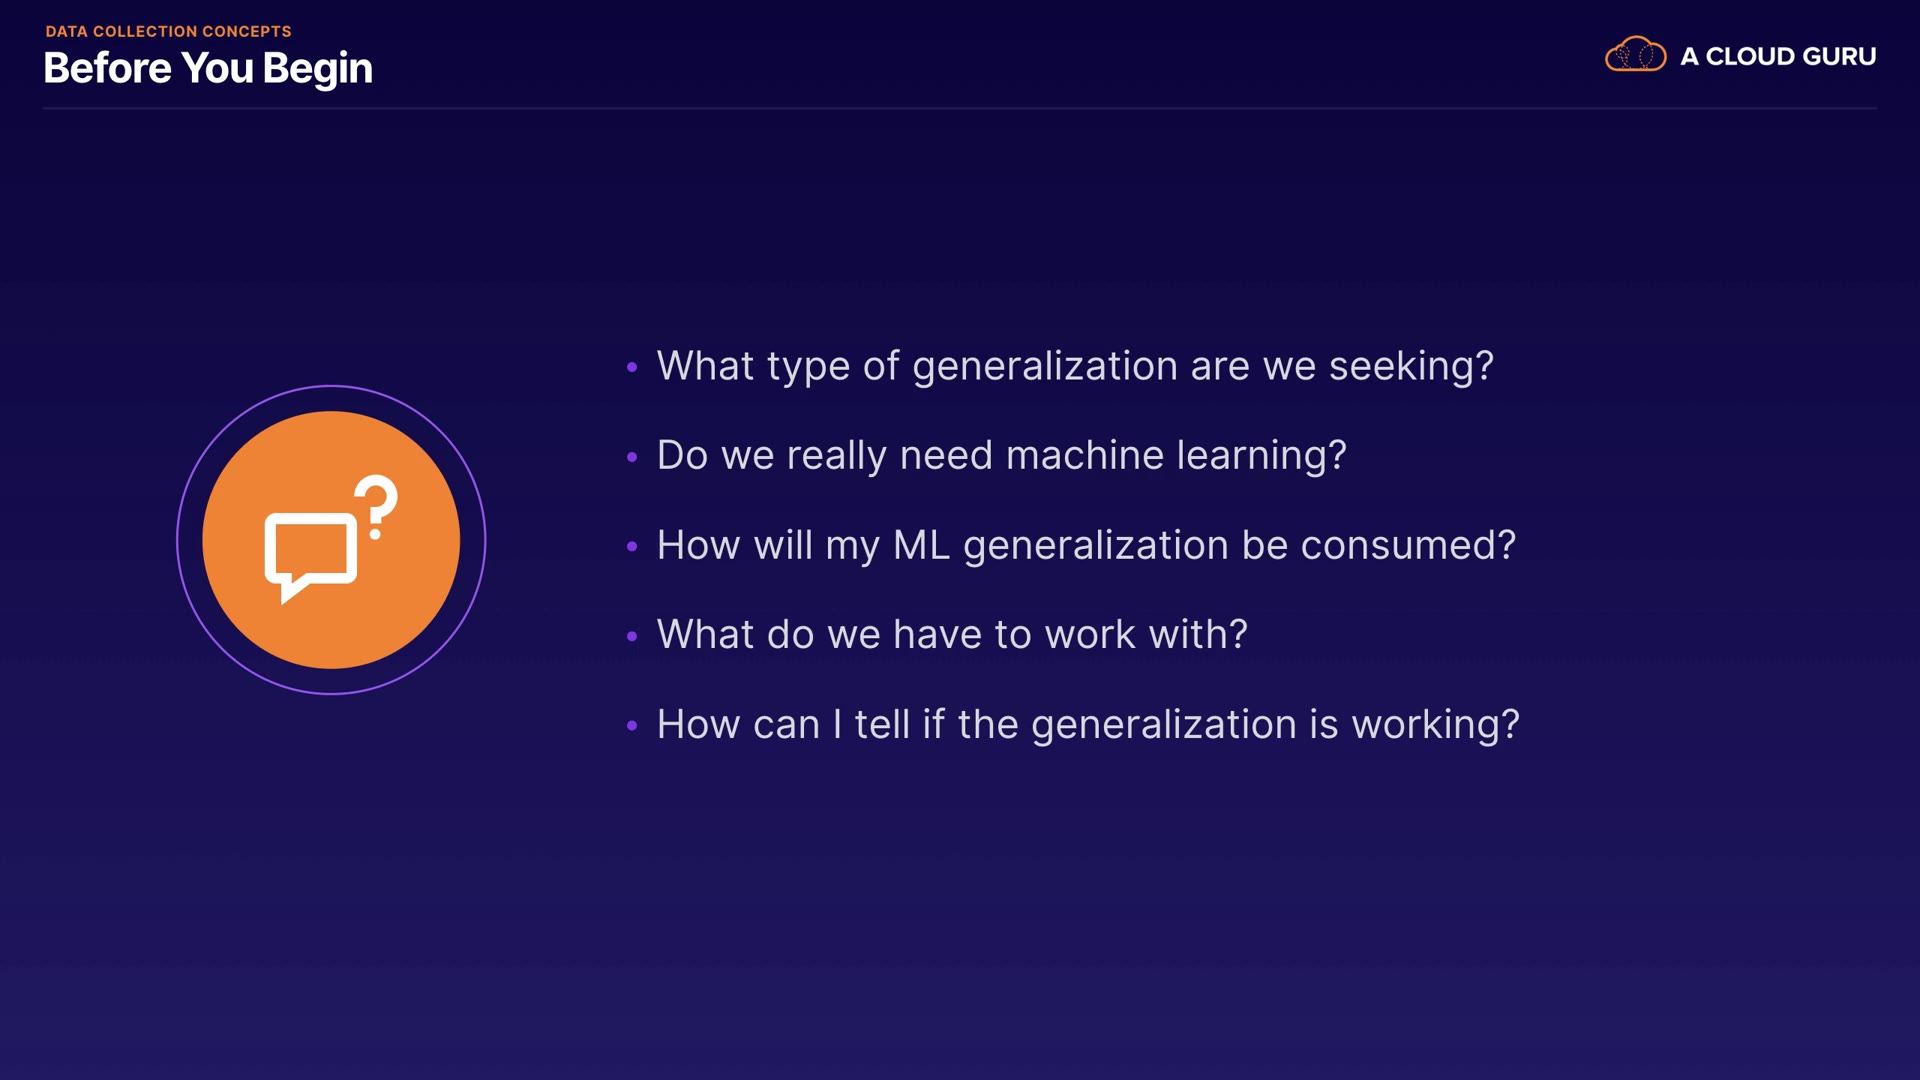 DATA COLLECTION CONCEPTS
Before You Begin
A CLOUD GURU
• What type of generalization are we seeking?
• Do we really need machine learning?
• How will my ML generalization be consumed?
• What do we have to work with?
• How can I tell if the generalization is working?